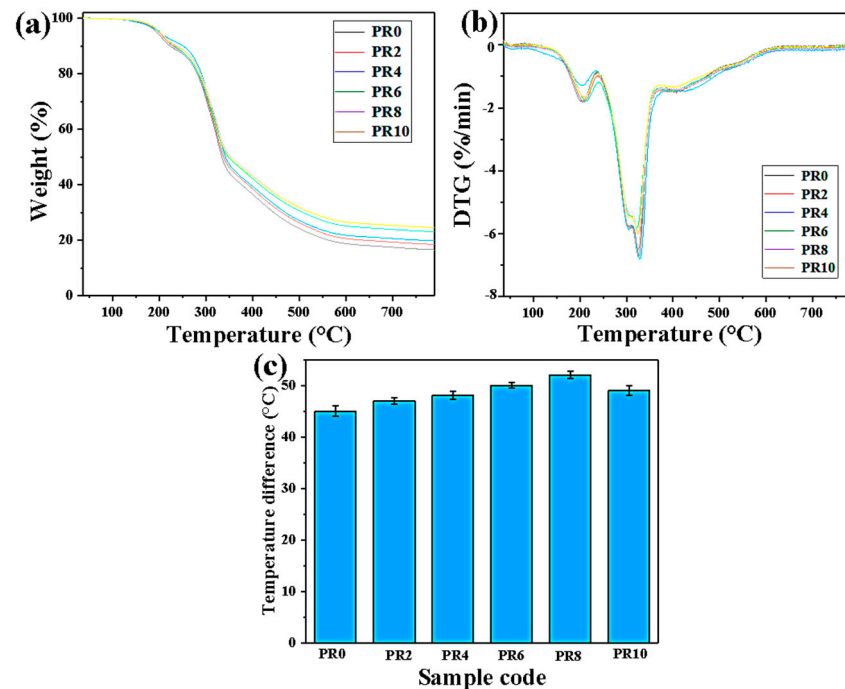 (a)
100
80
60
40
20
0
Weight (%)
100 200 300 400 500 600 700
Temperature (°C)
PR0
PR2
PR4
PR6
PR8
PR10
(b)
0
-2
-4
-6
-8
DTG (%/min)
100 200 300 400 500 600 700
Temperature (°C)
PR0
PR2
PR4
PR6
PR8
PR10
(c)
50
40
30
20
10
0
Temperature difference (°C)
PR0 PR2 PR4 PR6 PR8 PR10
Sample code